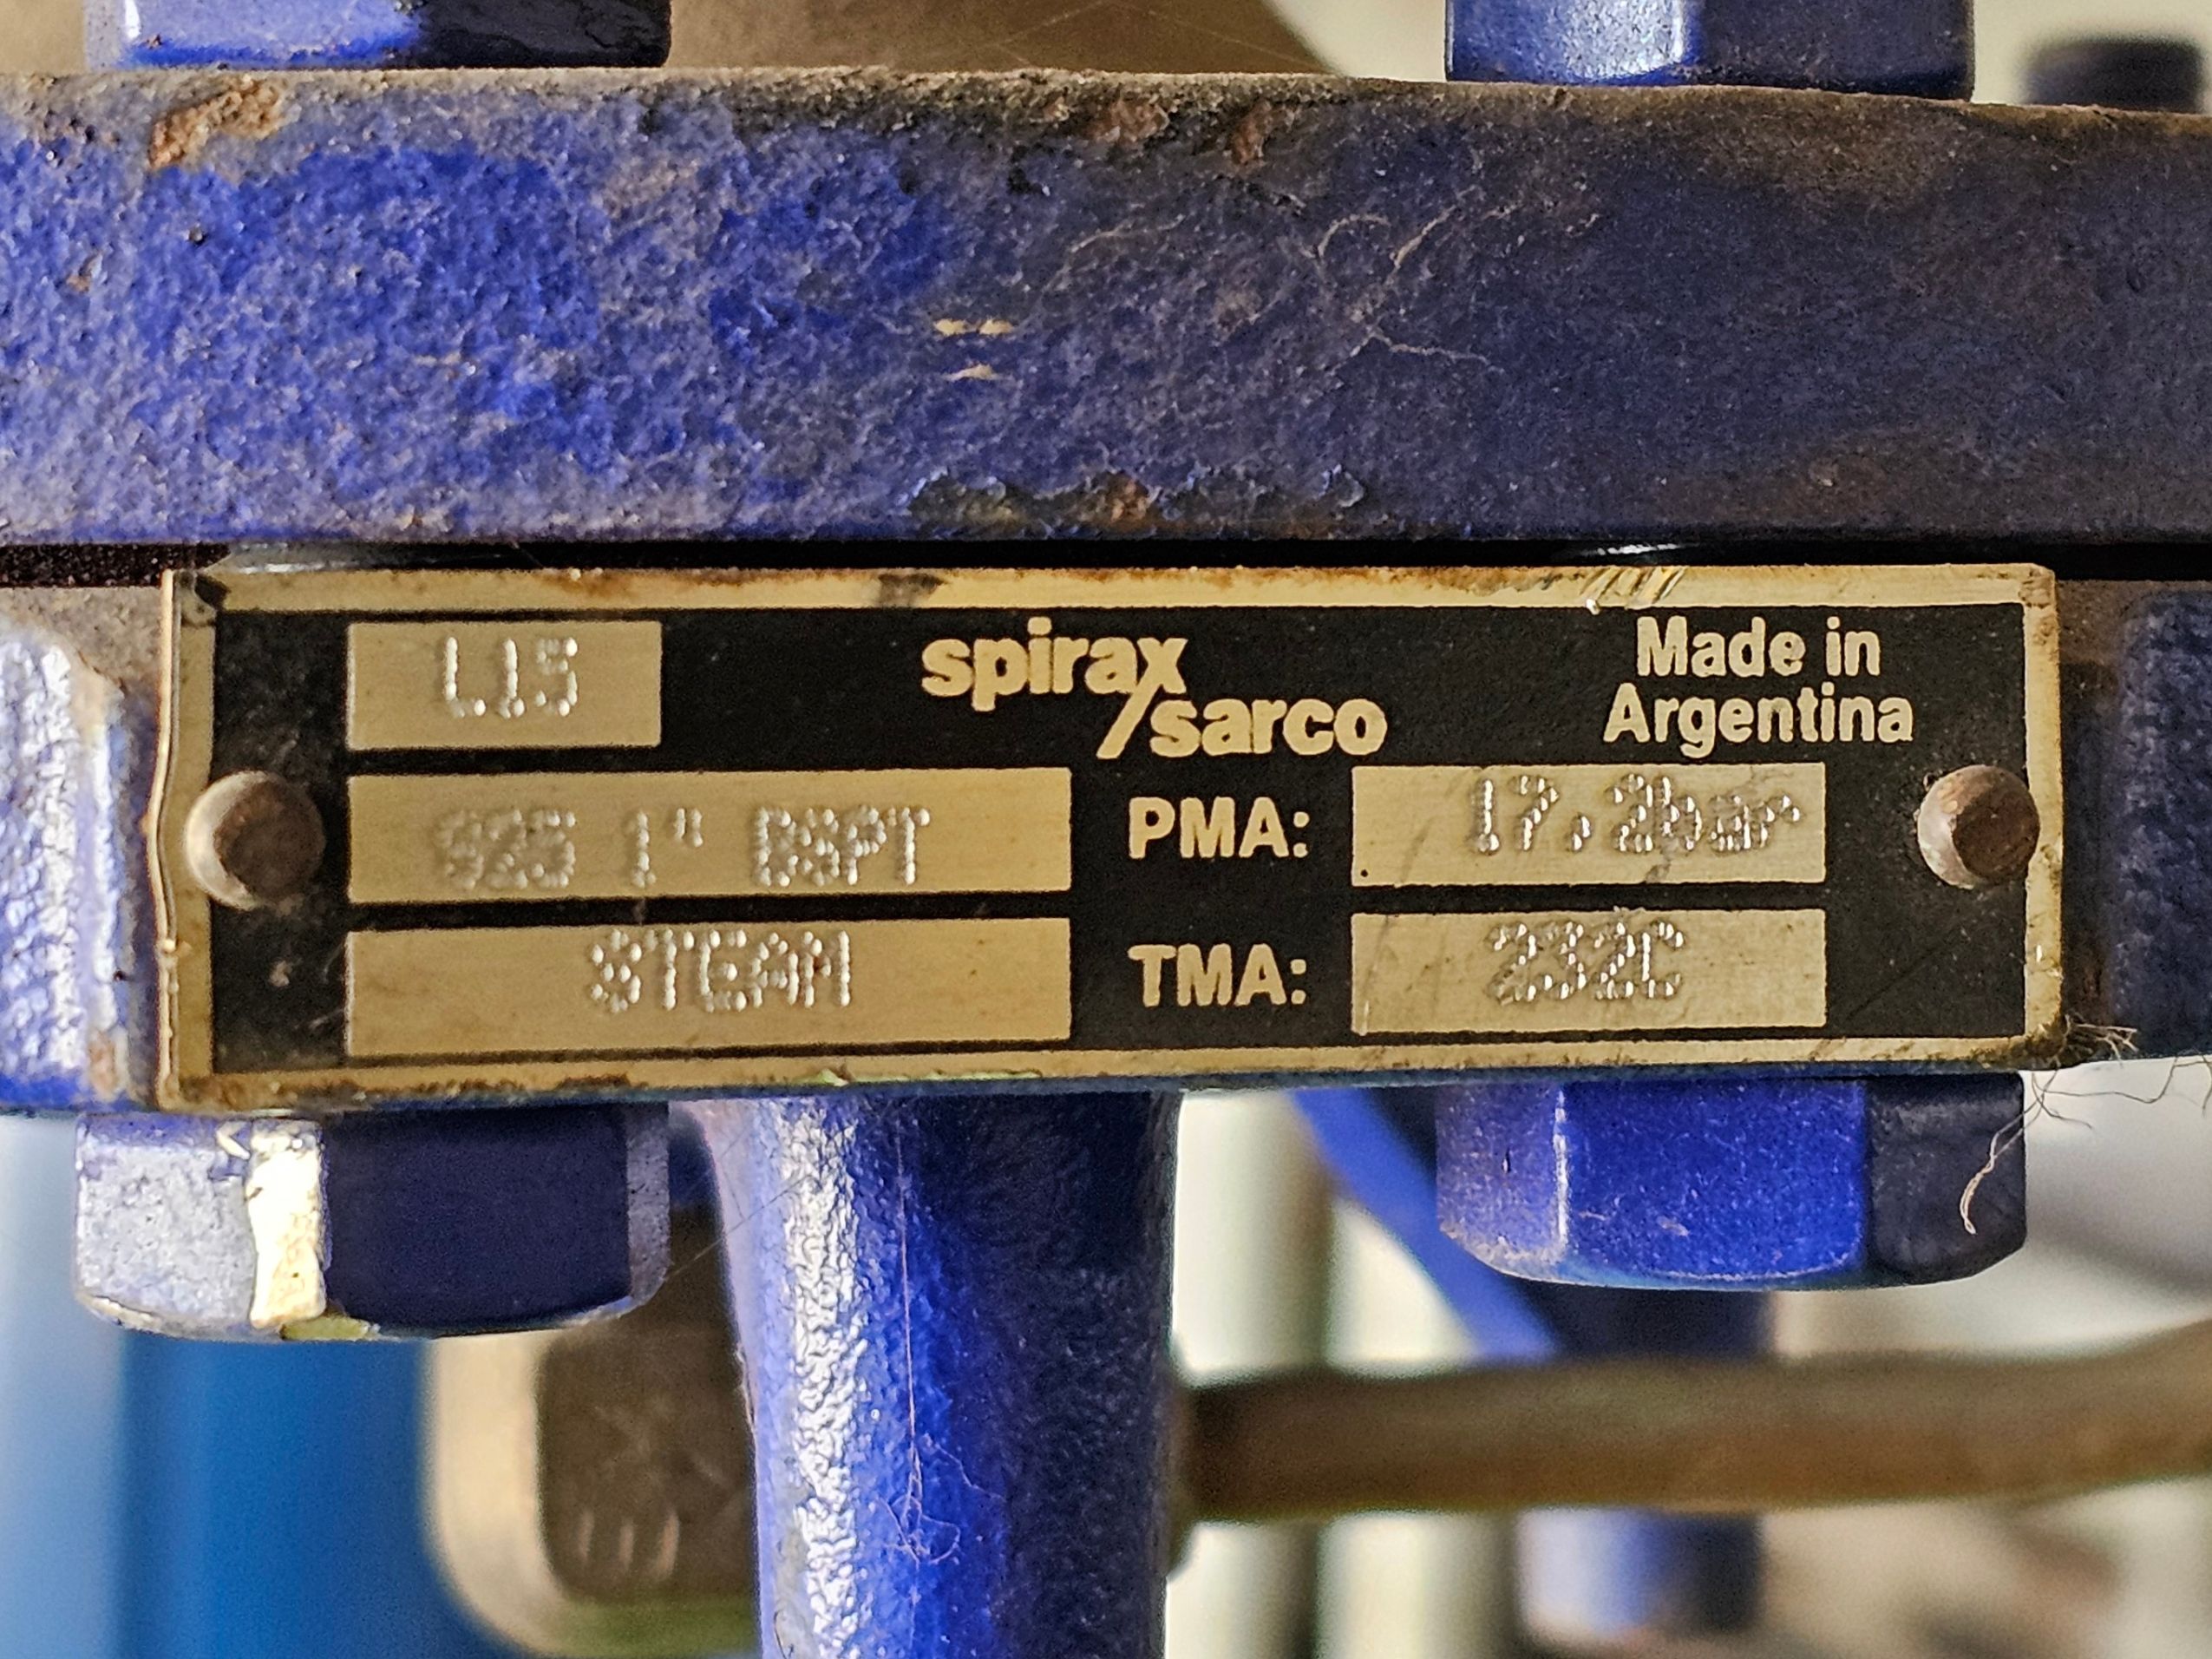 L15
spirax
/sarco
Made in
Argentina
925 1" BSPT
PMA: 17.2bar
STEAM
TMA: 232C